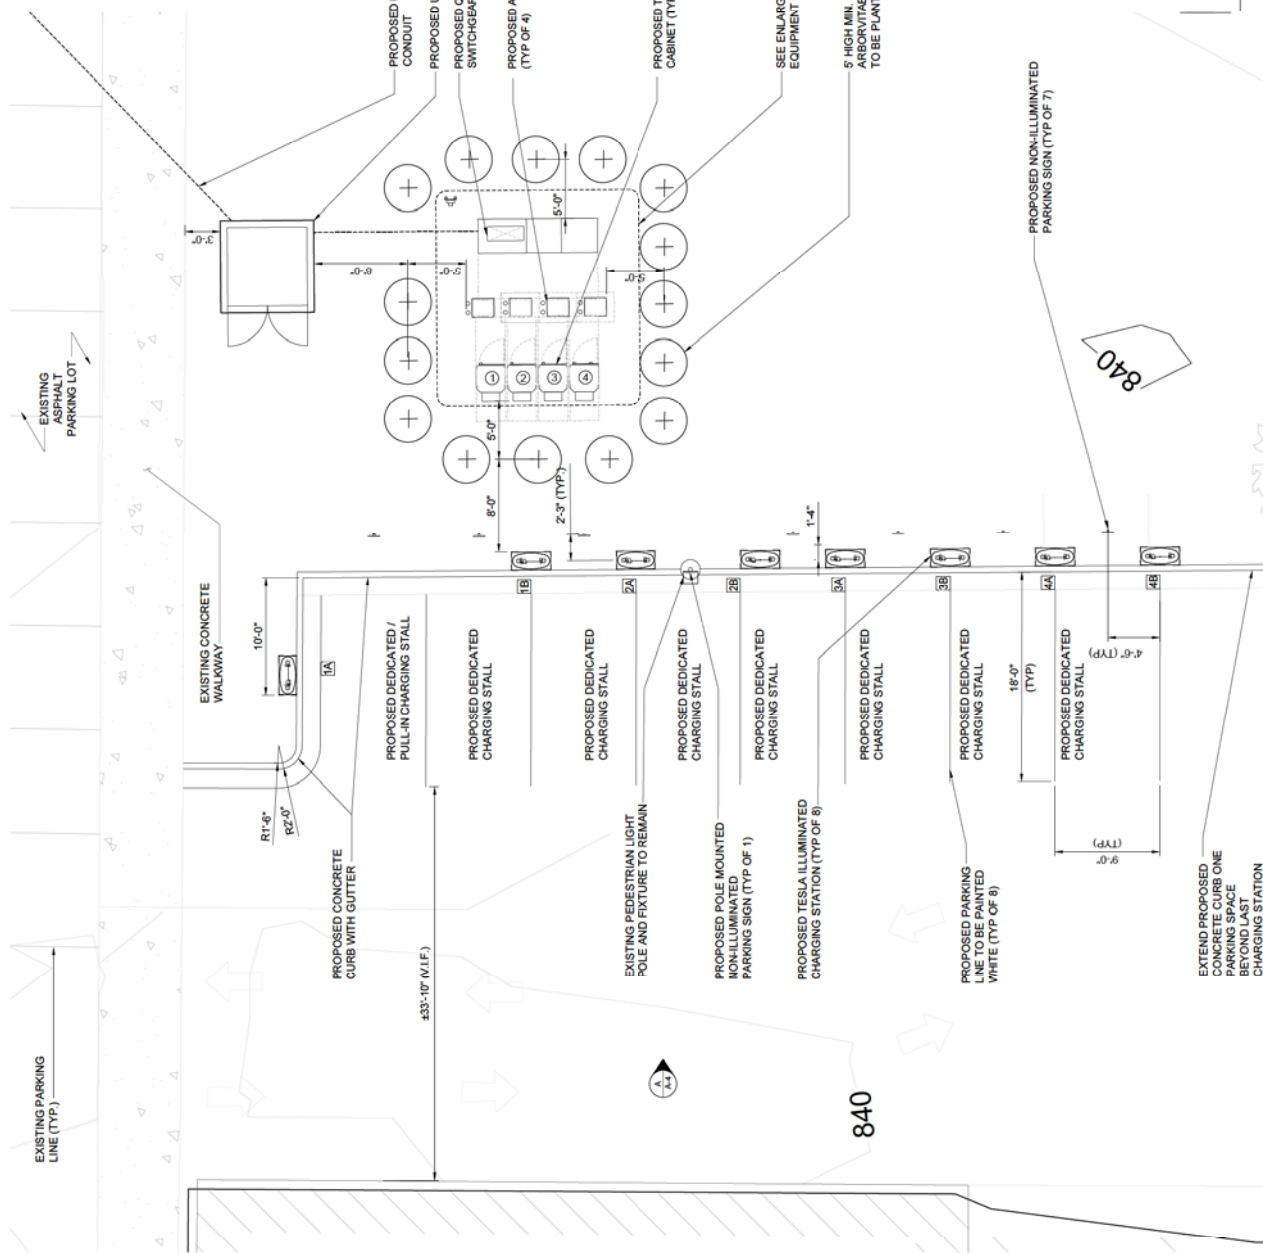 PROPOSED
CONDUIT
PROPOSED
PROPOSED
SWITCHGEAR
PROPOSED
(TYP OF 4)
PROPOSED
CABINET
SEE
EQUIPMENT
5' HIGH MIN.
ARBORVITAE
TO BE
EXISTING
ASPHALT
PARKING LOT
3'-0"
6'-0"
5'-0"
5'-0"
5'-0"
5'-0"
8'-0"
2'-3" (TYP.)
1'-4"
1
2
3
4
PROPOSED NON-ILLUMINATED
PARKING SIGN (TYP OF 7)
840
EXISTING CONCRETE
WALKWAY
10'-0"
1A
1B
2A
2B
3A
3B
4A
4B
PROPOSED DEDICATED /
PULL-IN CHARGING STALL
PROPOSED DEDICATED
CHARGING STALL
PROPOSED DEDICATED
CHARGING STALL
PROPOSED DEDICATED
CHARGING STALL
PROPOSED DEDICATED
CHARGING STALL
PROPOSED DEDICATED
CHARGING STALL
PROPOSED DEDICATED
CHARGING STALL
PROPOSED DEDICATED
CHARGING STALL
18'-0"
(TYP)
4'-6" (TYP)
9'-0"
(TYP)
R1'-6"
R2'-0"
PROPOSED CONCRETE
CURB WITH GUTTER
±33'-10" (V.I.F.)
EXISTING PEDESTRIAN LIGHT
POLE AND FIXTURE TO REMAIN
PROPOSED POLE MOUNTED
NON-ILLUMINATED
PARKING SIGN (TYP OF 1)
PROPOSED TESLA ILLUMINATED
CHARGING STATION (TYP OF 8)
PROPOSED PARKING
LINE TO BE PAINTED
WHITE (TYP OF 8)
EXTEND PROPOSED
CONCRETE CURB ONE
PARKING SPACE
BEYOND LAST
CHARGING STATION
EXISTING PARKING
LINE (TYP.)
A
A-4
840